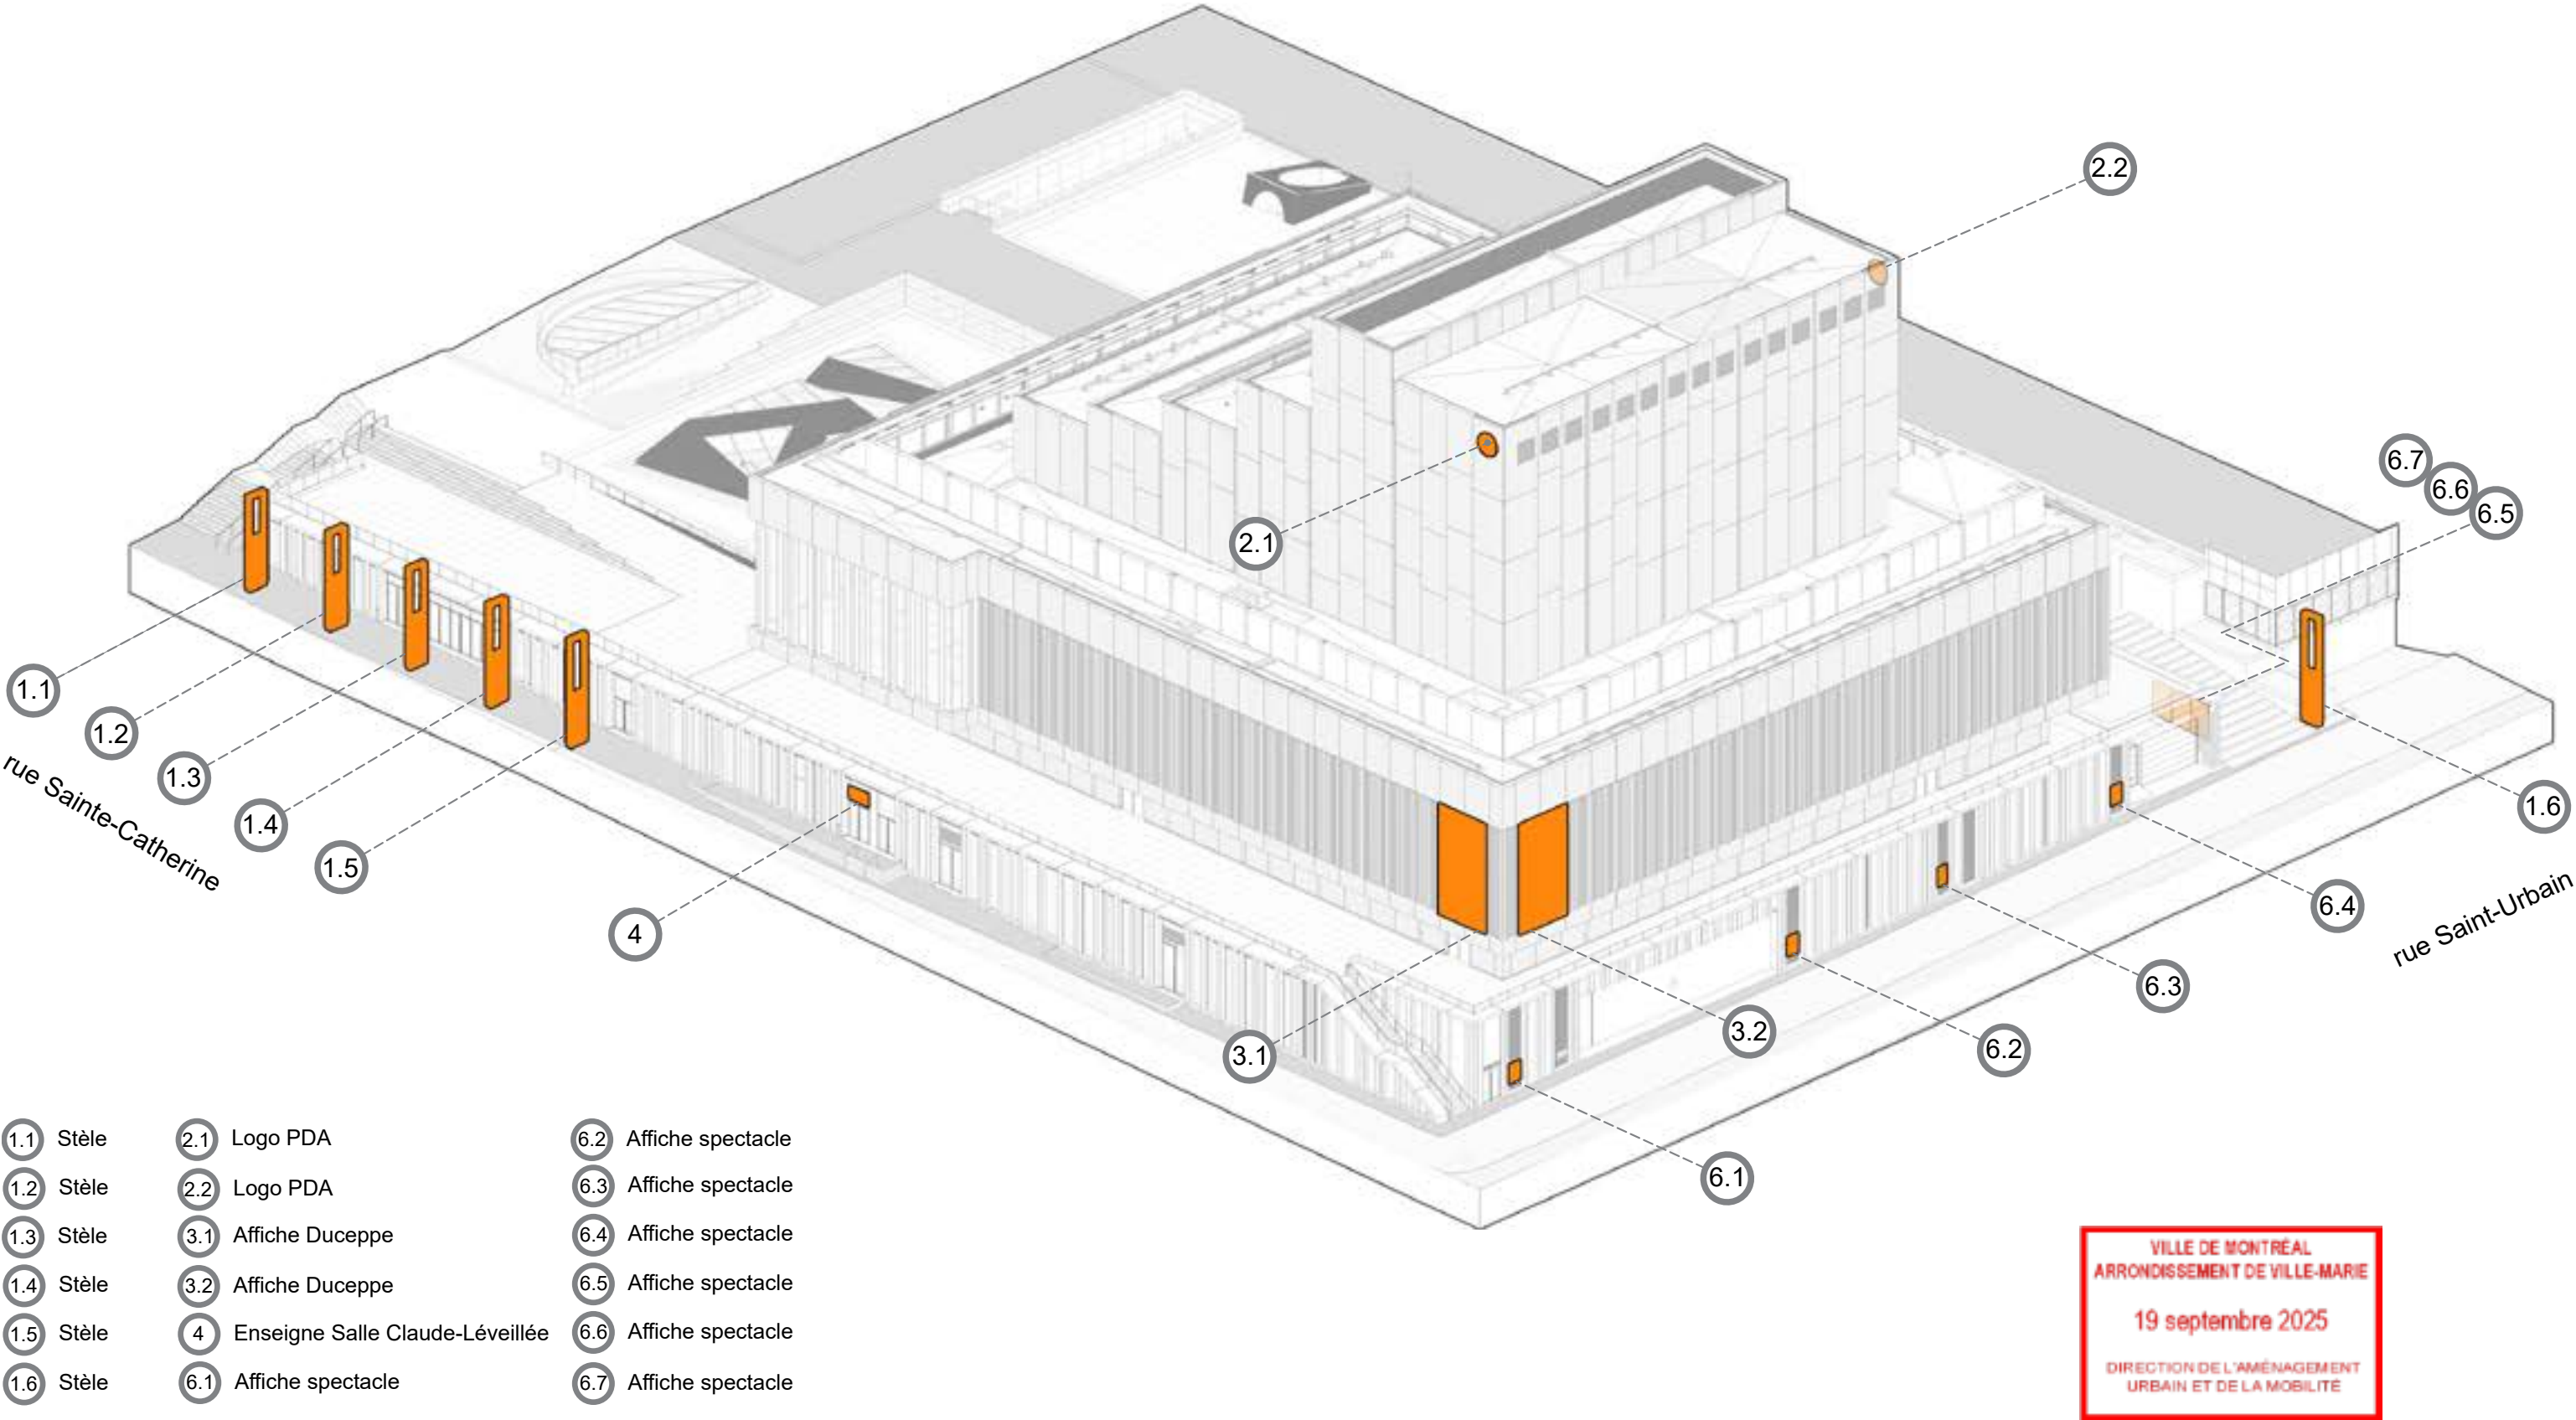 2.2
6.7
6.6
6.5
2.1
1.1
1.2
1.3
1.4
1.5
rue Sainte-Catherine
4
3.1
3.2
1.6
6.4
rue Saint-Urbain
6.3
6.2
6.1
1.1 Stèle
1.2 Stèle
1.3 Stèle
1.4 Stèle
1.5 Stèle
1.6 Stèle
2.1 Logo PDA
2.2 Logo PDA
3.1 Affiche Duceppe
3.2 Affiche Duceppe
4 Enseigne Salle Claude-Léveillée
6.1 Affiche spectacle
6.2 Affiche spectacle
6.3 Affiche spectacle
6.4 Affiche spectacle
6.5 Affiche spectacle
6.6 Affiche spectacle
6.7 Affiche spectacle
VILLE DE MONTRÉAL
ARRONDISSEMENT DE VILLE-MARIE
19 septembre 2025
DIRECTION DE L'AMÉNAGEMENT
URBAIN ET DE LA MOBILITÉ